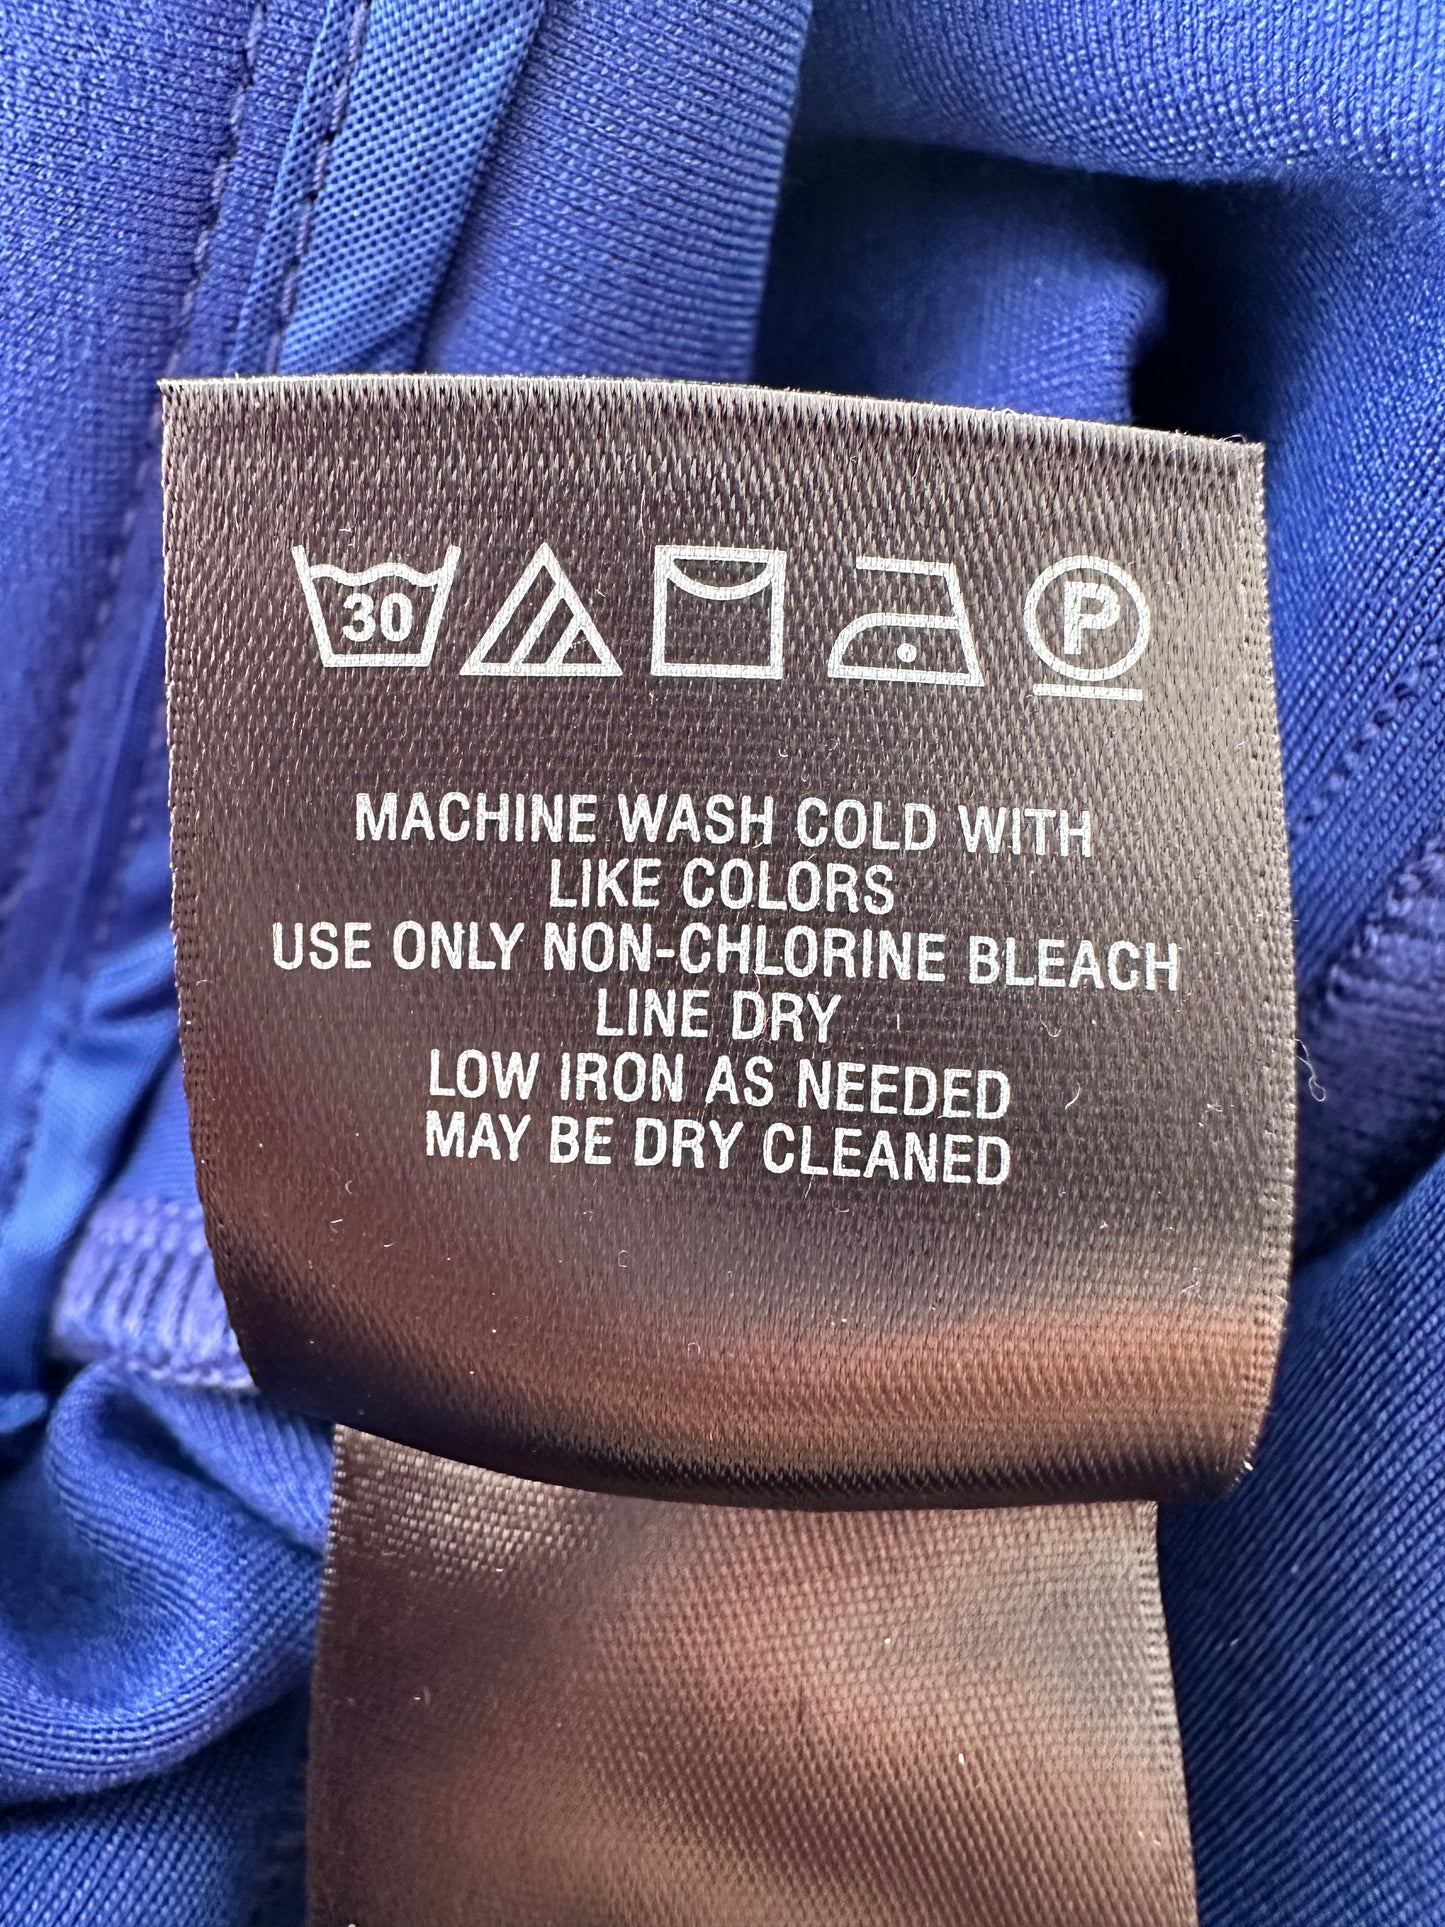 30 P
MACHINE WASH COLD WITH
LIKE COLORS
USE ONLY NON-CHLORINE BLEACH
LINE DRY
LOW IRON AS NEEDED
MAY BE DRY CLEANED